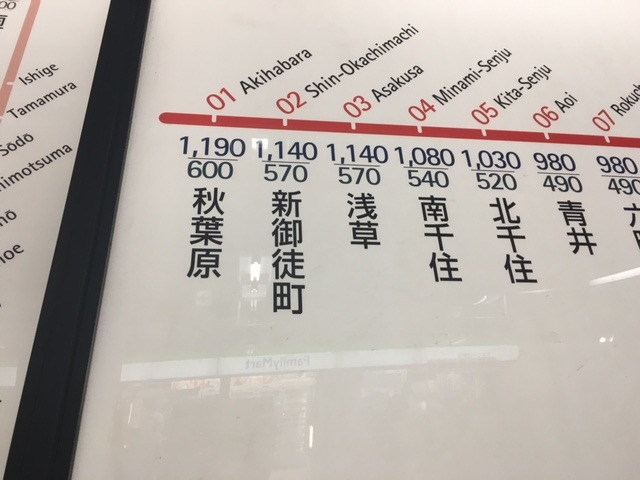 Ishige
Tamamura
Sōdō
01 Akihabara
02 Shin-Okachimachi
03 Asakusa
04 Minami-Senju
05 Kita-Senju
06 Aoi
07
1,190 1,140 1,140 1,080 1,030 980 980
600 570 570 540 520 490 490
秋葉原
新御徒町
浅草
南千住
北千住
青井
FamilyMart